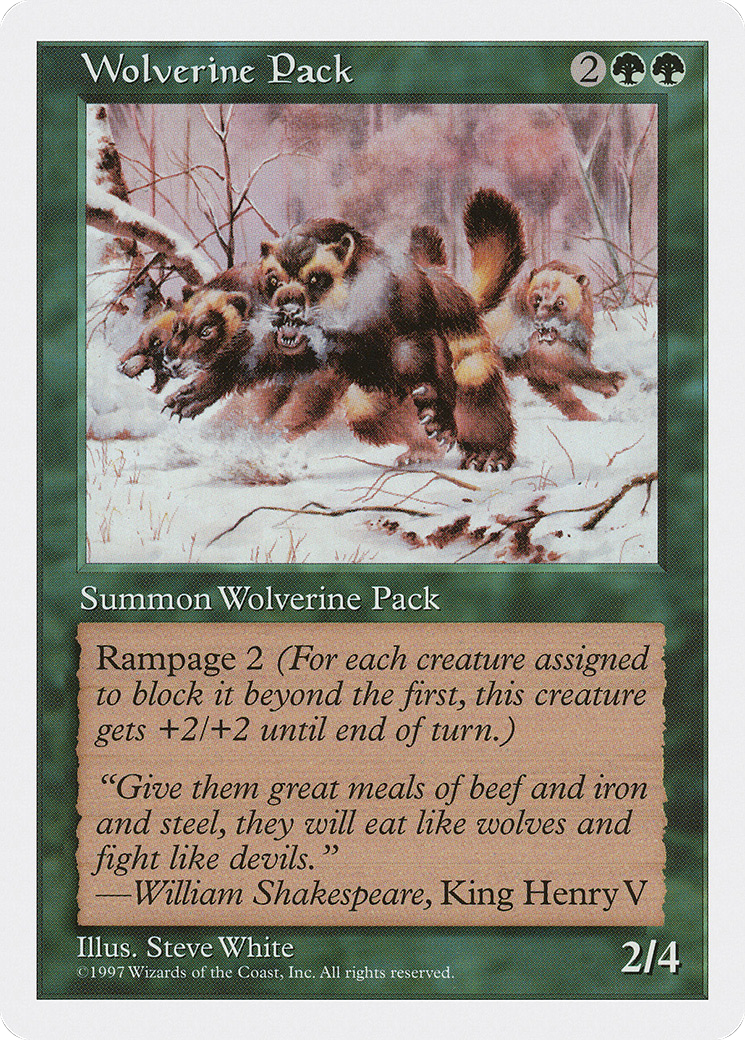 Wolverine Pack 2
Summon Wolverine Pack
Rampage 2 (For each creature assigned
to block it beyond the first, this creature
gets +2/+2 until end of turn.)
“Give them great meals of beef and iron
and steel, they will eat like wolves and
fight like devils.”
—William Shakespeare, King Henry V
Illus. Steve White
©1997 Wizards of the Coast, Inc. All rights reserved.
2/4